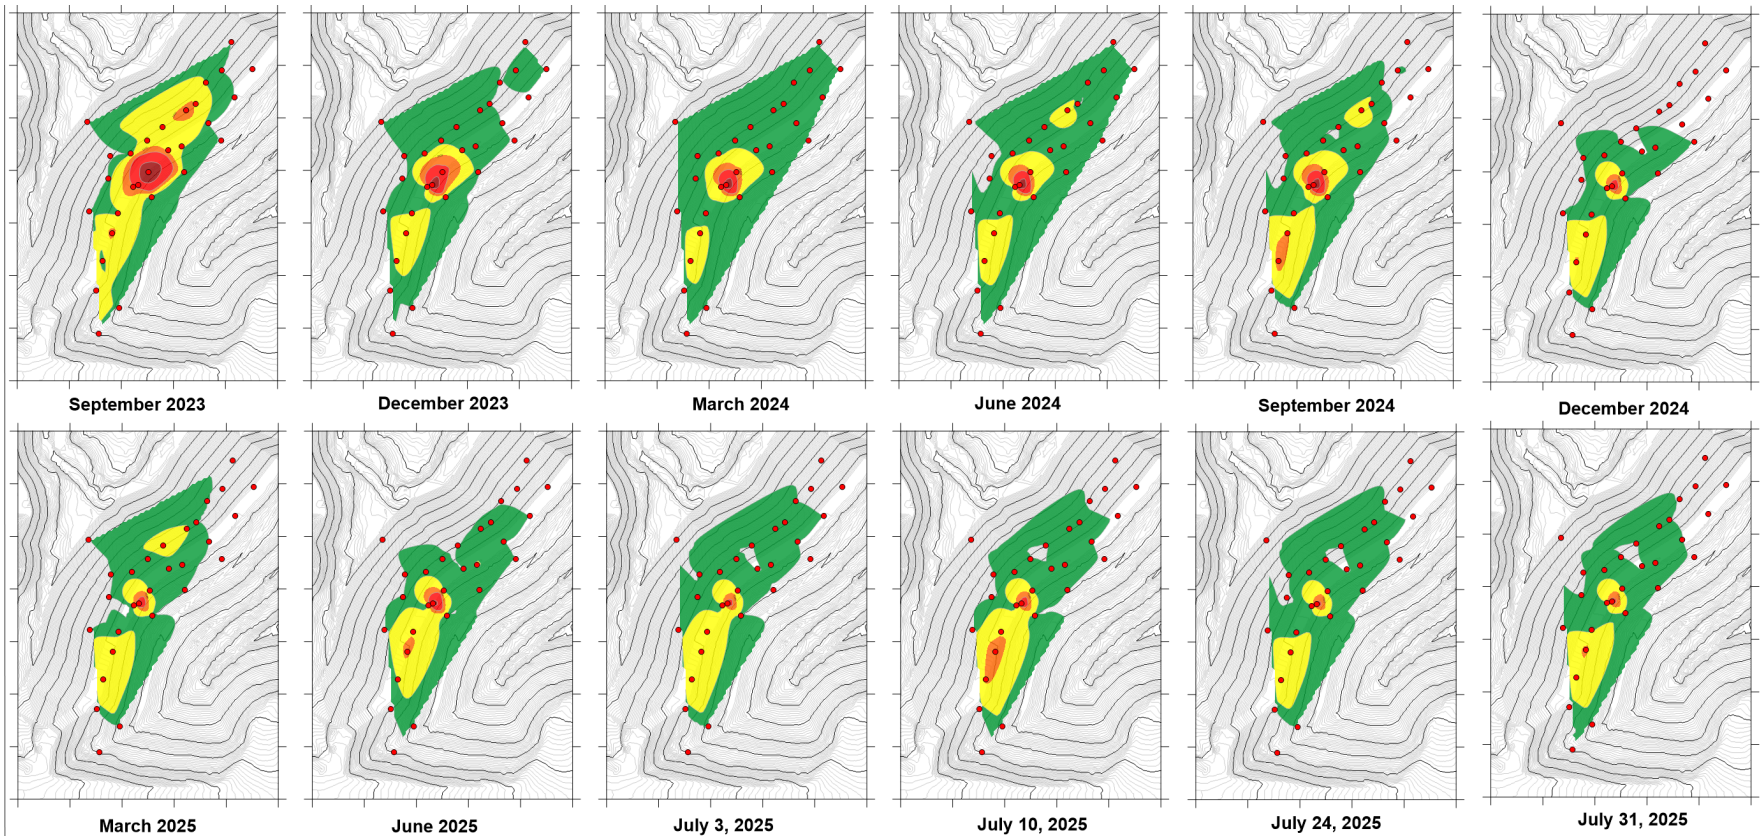 September 2023
December 2023
March 2024
June 2024
September 2024
December 2024
March 2025
June 2025
July 3, 2025
July 10, 2025
July 24, 2025
July 31, 2025